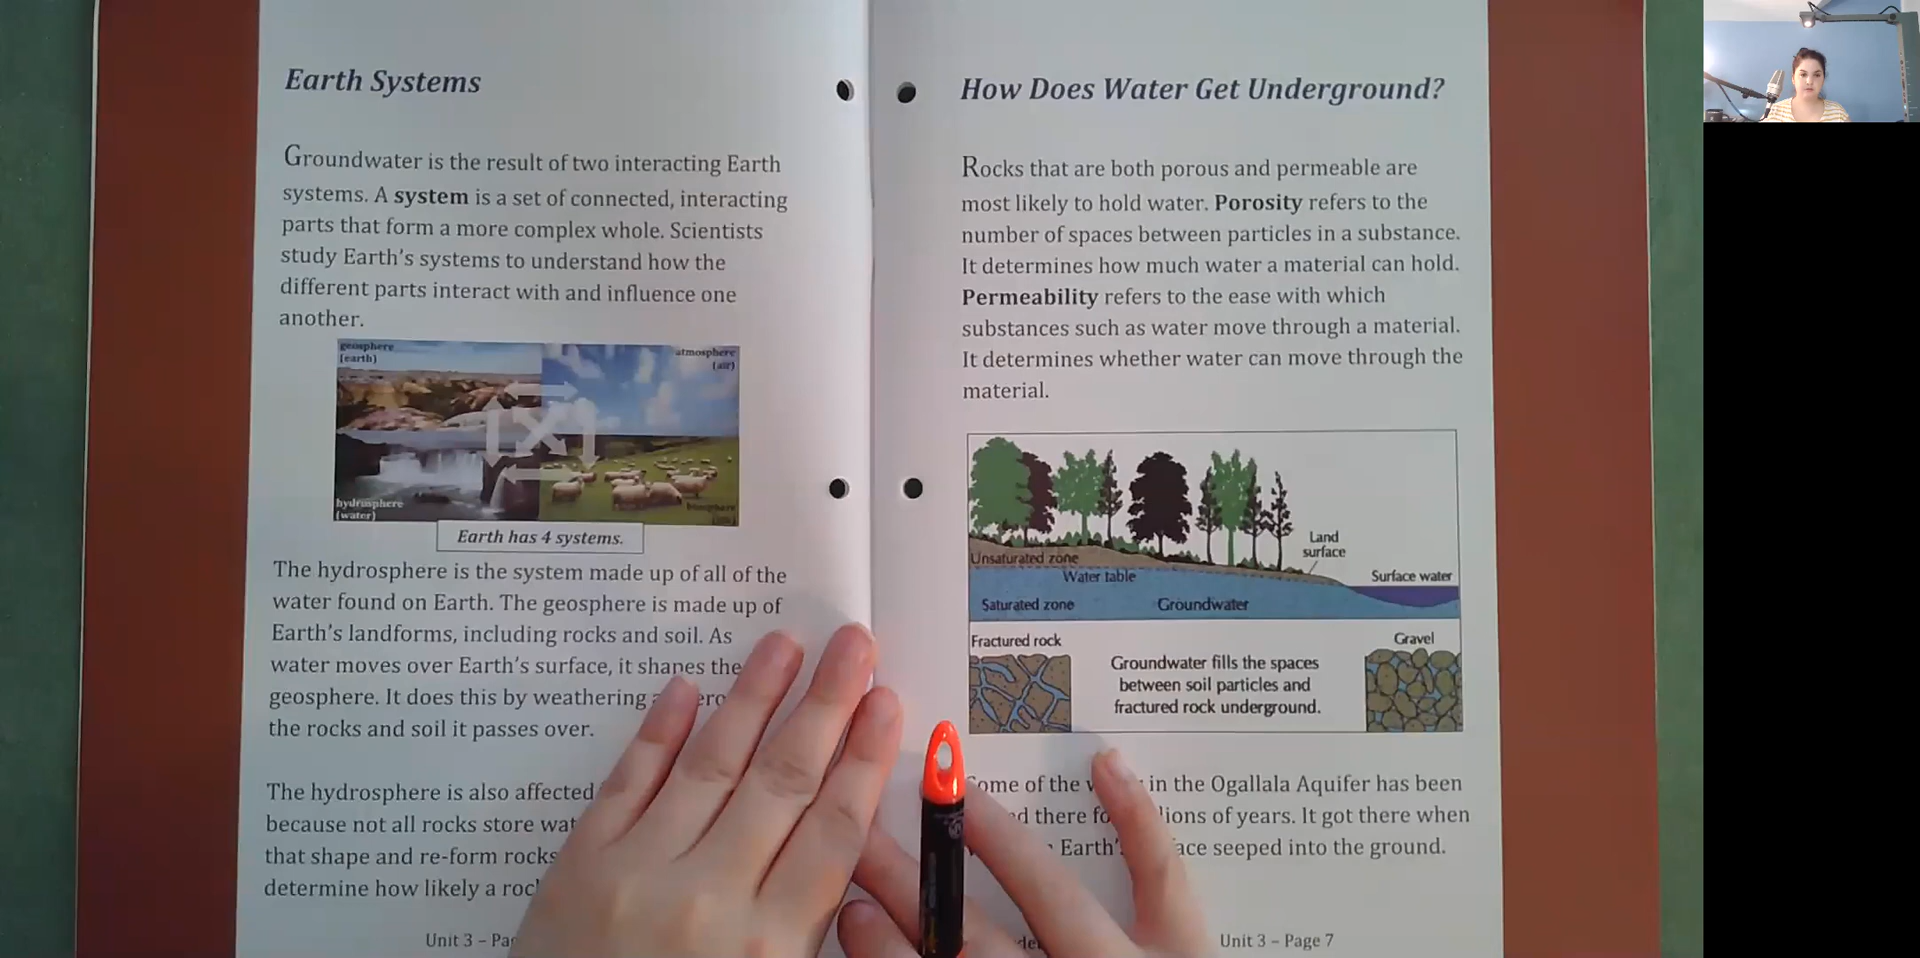 Earth Systems
Groundwater is the result of two interacting Earth
systems. A system is a set of connected, interacting
parts that form a more complex whole. Scientists
study Earth's systems to understand how the
different parts interact with and influence one
another.
geosphere
(earth)
atmosphere
(air)
hydrosphere
(water)
biosphere
Earth has 4 systems.
The hydrosphere is the system made up of all of the
water found on Earth. The geosphere is made up of
Earth's landforms, including rocks and soil. As
water moves over Earth's surface, it shapes the
geosphere. It does this by weathering
the rocks and soil it passes over.
The hydrosphere is also affected
because not all rocks store
that shape and re-form rocks
determine how likely a
Unit 3 –
How Does Water Get Underground?
Rocks that are both porous and permeable are
most likely to hold water. Porosity refers to the
number of spaces between particles in a substance.
It determines how much water a material can hold.
Permeability refers to the ease with which
substances such as water move through a material.
It determines whether water can move through the
material.
Land
surface
Unsaturated zone
Water table
Surface water
Saturated zone
Groundwater
Fractured rock
Gravel
Groundwater fills the spaces
between soil particles and
fractured rock underground.
Some of the in the Ogallala Aquifer has been
there of years. It got there when
Earth's seeped into the ground.
Unit 3 – Page 7